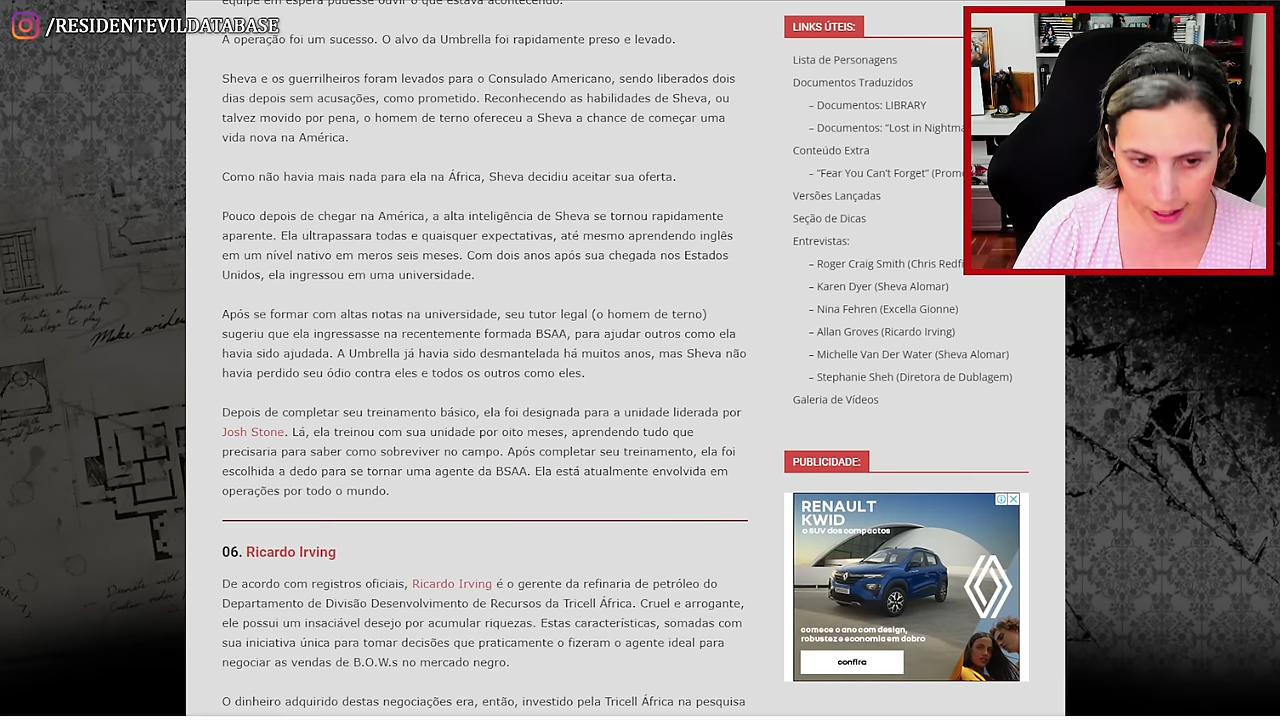 /RESIDENTEVILDATABASE
equipe em espera pudesse ouvir o que estava acontecendo.
A operação foi um sucesso. O alvo da Umbrella foi rapidamente preso e levado.
Sheva e os guerrilheiros foram levados para o Consulado Americano, sendo liberados dois
dias depois sem acusações, como prometido. Reconhecendo as habilidades de Sheva, ou
talvez movido por pena, o homem de terno ofereceu a Sheva a chance de começar uma
vida nova na América.
Como não havia mais nada para ela na África, Sheva decidiu aceitar sua oferta.
Pouco depois de chegar na América, a alta inteligência de Sheva se tornou rapidamente
aparente. Ela ultrapassara todas e quaisquer expectativas, até mesmo aprendendo inglês
em um nível nativo em meros seis meses. Com dois anos após sua chegada nos Estados
Unidos, ela ingressou em uma universidade.
Após se formar com altas notas na universidade, seu tutor legal (o homem de terno)
sugeriu que ela ingressasse na recentemente formada BSAA, para ajudar outros como ela
havia sido ajudada. A Umbrella já havia sido desmantelada há muitos anos, mas Sheva não
havia perdido seu ódio contra eles e todos os outros como eles.
Depois de completar seu treinamento básico, ela foi designada para a unidade liderada por
Josh Stone. Lá, ela treinou com sua unidade por oito meses, aprendendo tudo que
precisaria para saber como sobreviver no campo. Após completar seu treinamento, ela foi
escolhida a dedo para se tornar uma agente da BSAA. Ela está atualmente envolvida em
operações por todo o mundo.
06. Ricardo Irving
De acordo com registros oficiais, Ricardo Irving é o gerente da refinaria de petróleo do
Departamento de Divisão Desenvolvimento de Recursos da Tricell África. Cruel e arrogante,
ele possui um insaciável desejo por acumular riquezas. Estas características, somadas com
sua iniciativa única para tomar decisões que praticamente o fizeram o agente ideal para
negociar as vendas de B.O.W.s no mercado negro.
O dinheiro adquirido destas negociações era, então, investido pela Tricell África na pesquisa
LINKS ÚTEIS:
Lista de Personagens
Documentos Traduzidos
– Documentos: LIBRARY
– Documentos: “Lost in Nightma
Conteúdo Extra
– “Fear You Can’t Forget” (Promo
Versões Lançadas
Seção de Dicas
Entrevistas:
– Roger Craig Smith (Chris Redfi
– Karen Dyer (Sheva Alomar)
– Nina Fehren (Excella Gionne)
– Allan Groves (Ricardo Irving)
– Michelle Van Der Water (Sheva Alomar)
– Stephanie Sheh (Diretora de Dublagem)
Galeria de Vídeos
PUBLICIDADE:
RENAULT
KWID
o SUV dos compactos
comece o ano com design,
robustez e economia em dobro
confira